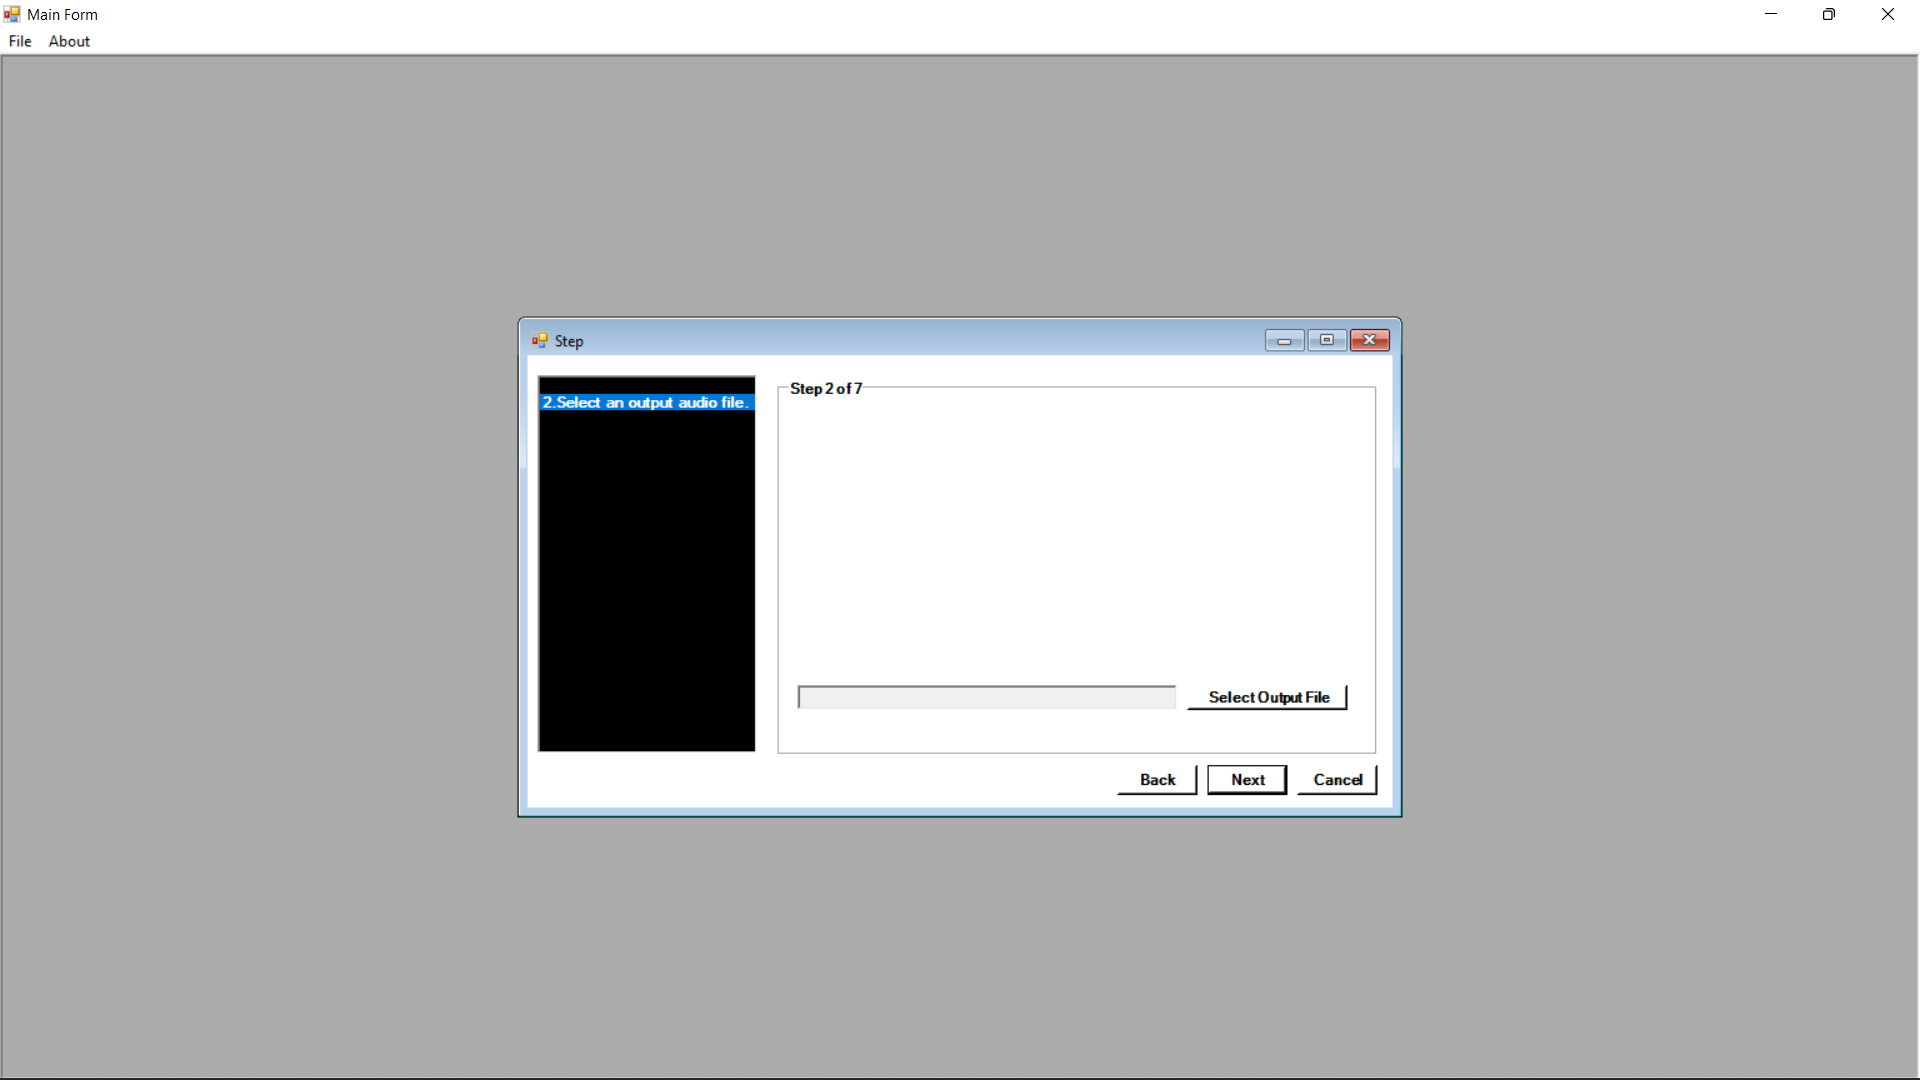 Main Form
File About
Step
2.Select an output audio file.
Step 2 of 7
Select Output File
Back Next Cancel